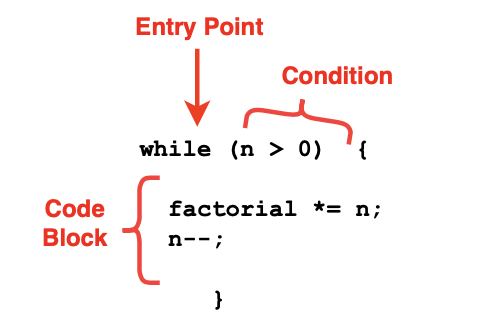 Entry Point
Condition
while (n > 0) {
Code
Block
factorial *= n;
n--;
}